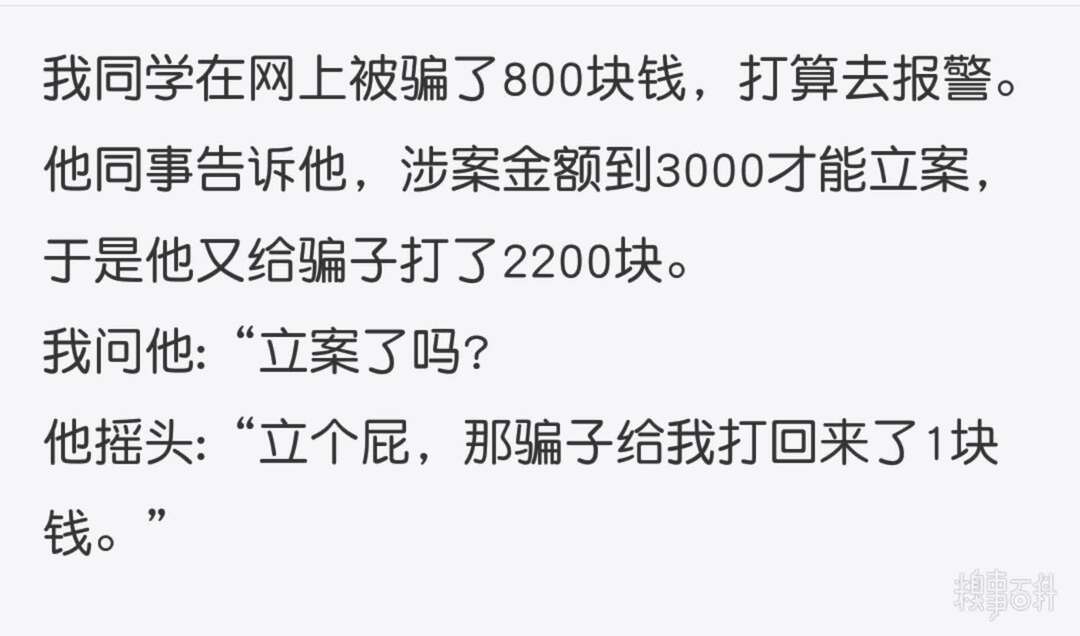 我同学在网上被骗了800块钱，打算去报警。
他同事告诉他，涉案金额到3000才能立案，
于是他又给骗子打了2200块。
我问他:“立案了吗?
他摇头:“立个屁，那骗子给我打回来了1块
钱。”
糗事百科